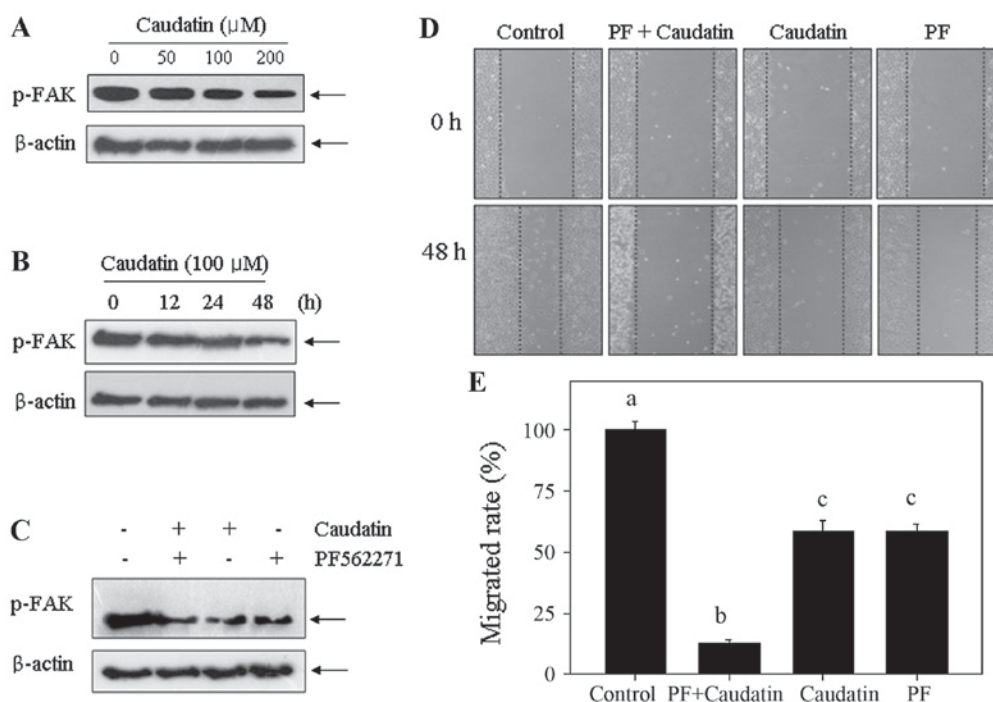 A
Caudatin (μM)
0 50 100 200
p-FAK
β-actin
B
Caudatin (100 μM)
0 12 24 48 (h)
p-FAK
β-actin
C
- + + - Caudatin
- + - + PF562271
p-FAK
β-actin
D
Control PF + Caudatin Caudatin PF
0 h
48 h
E
Migrated rate (%)
100
75
50
25
0
a
b
c
c
Control PF+Caudatin Caudatin PF